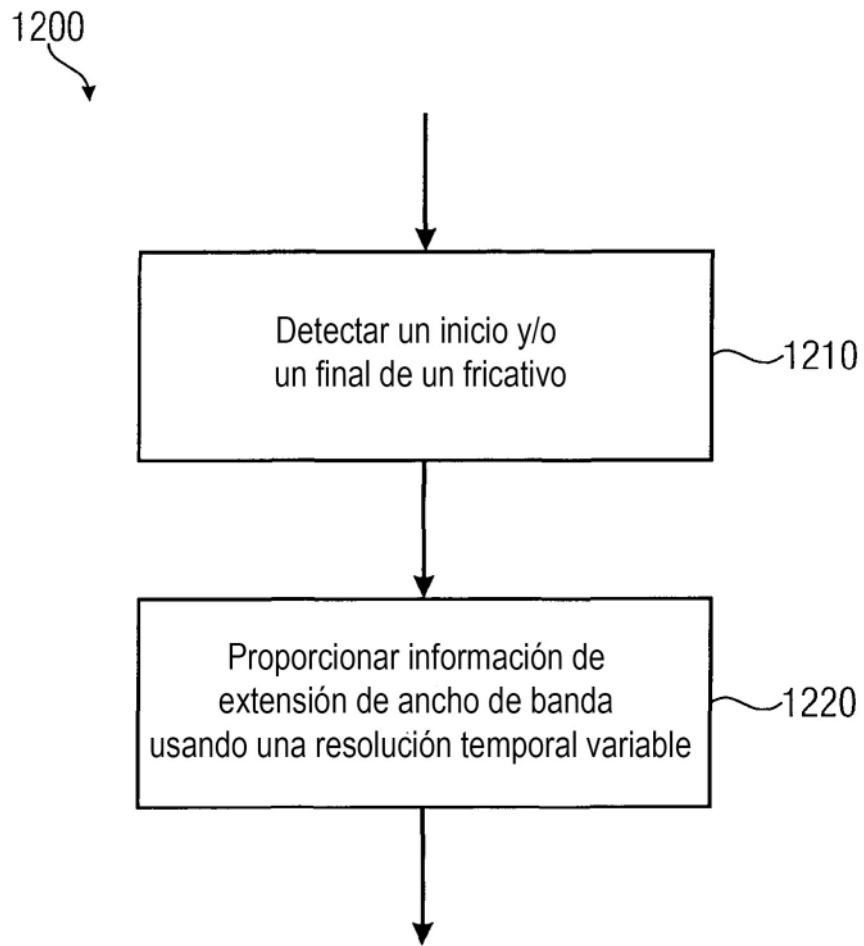 1200
Detectar un inicio y/o
un final de un fricativo
1210
Proporcionar información de
extensión de ancho de banda
usando una resolución temporal variable
1220